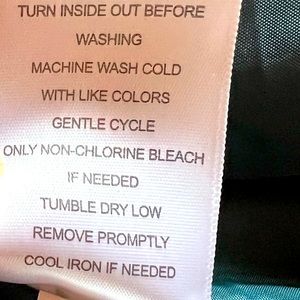 TURN INSIDE OUT BEFORE
WASHING
MACHINE WASH COLD
WITH LIKE COLORS
GENTLE CYCLE
ONLY NON-CHLORINE BLEACH
IF NEEDED
TUMBLE DRY LOW
REMOVE PROMPTLY
COOL IRON IF NEEDED